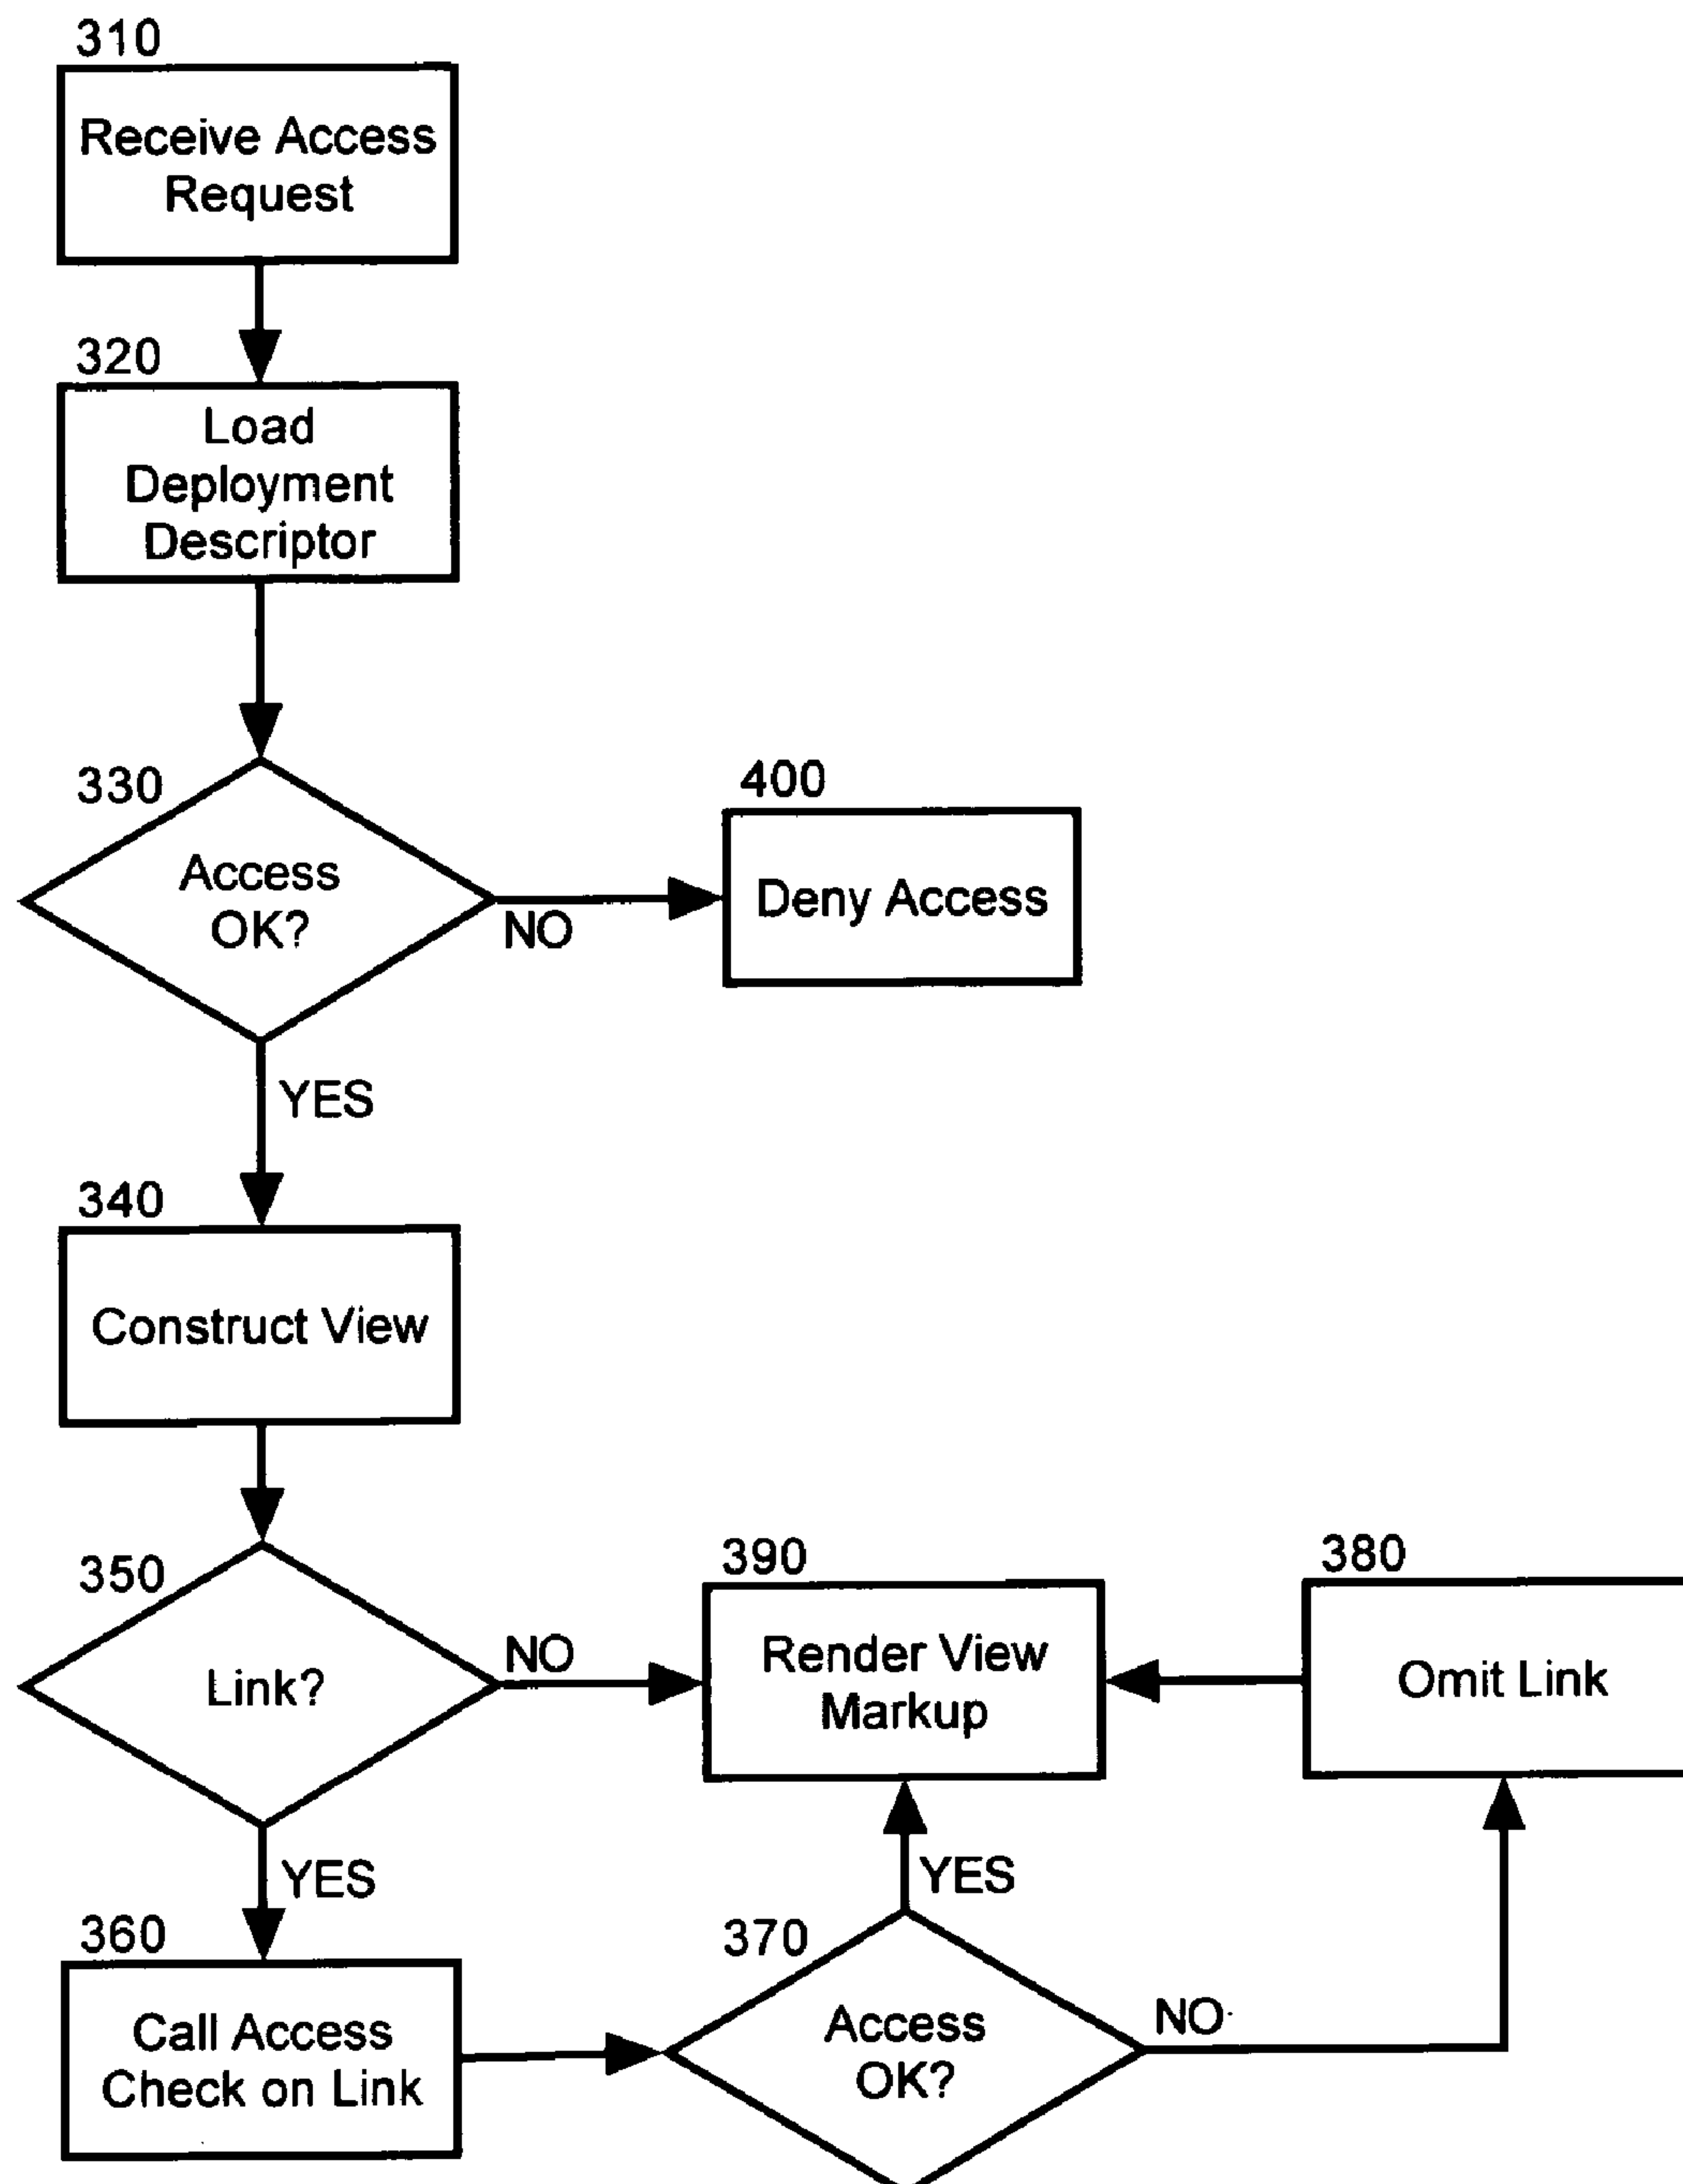 310
Receive Access
Request
320
Load
Deployment
Descriptor
330
Access
OK?
NO
400
Deny Access
YES
340
Construct View
350
Link?
NO
390
Render View
Markup
380
Omit Link
YES
360
Call Access
Check on Link
YES
370
Access
OK?
NO